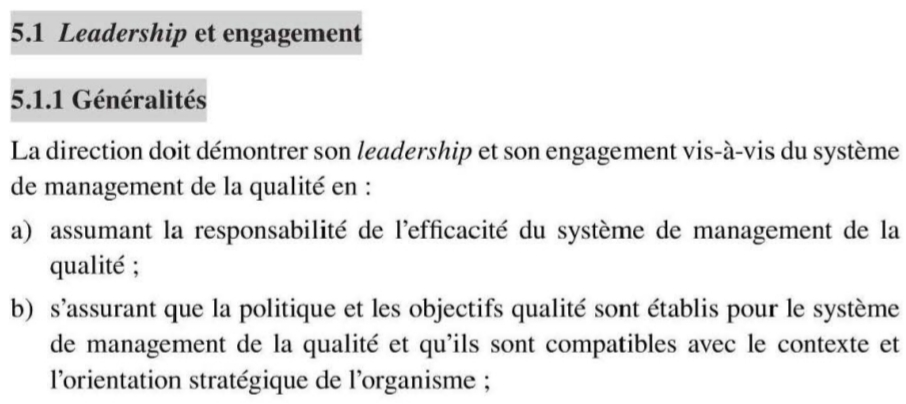 5.1 Leadership et engagement
5.1.1 Généralités
La direction doit démontrer son leadership et son engagement vis-à-vis du système
de management de la qualité en :
a) assumant la responsabilité de l'efficacité du système de management de la
qualité ;
b) s'assurant que la politique et les objectifs qualité sont établis pour le système
de management de la qualité et qu'ils sont compatibles avec le contexte et
l'orientation stratégique de l'organisme ;